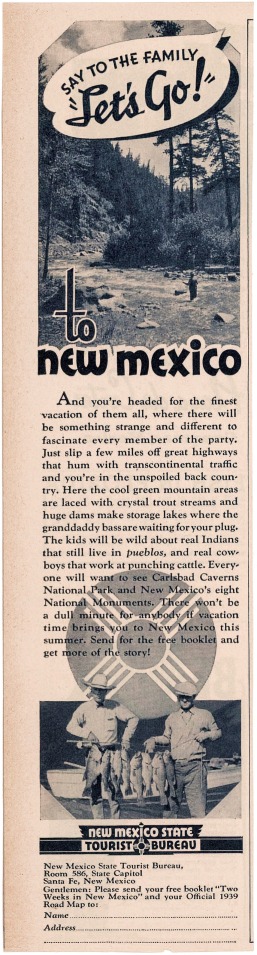 SAY TO THE FAMILY
"Let's Go!"
to
new mexico
And you're headed for the finest
vacation of them all, where there will
be something strange and different to
fascinate every member of the party.
Just slip a few miles off great highways
that hum with transcontinental traffic
and you're in the unspoiled back coun-
try. Here the cool green mountain areas
are laced with crystal trout streams and
huge dams make storage lakes where the
granddaddy bass are waiting for your plug.
The kids will be wild about real Indians
that still live in pueblos, and real cow-
boys that work at punching cattle. Every-
one will want to see Carlsbad Caverns
National Park and New Mexico's eight
National Monuments. There won't be
a dull minute for anybody if vacation
time brings you to New Mexico this
summer. Send for the free booklet and
get more of the story!
NEW MEXICO STATE
TOURIST BUREAU
New Mexico State Tourist Bureau,
Room 586, State Capitol
Santa Fe, New Mexico
Gentlemen: Please send your free booklet "Two
Weeks in New Mexico" and your Official 1939
Road Map to:
Name
Address